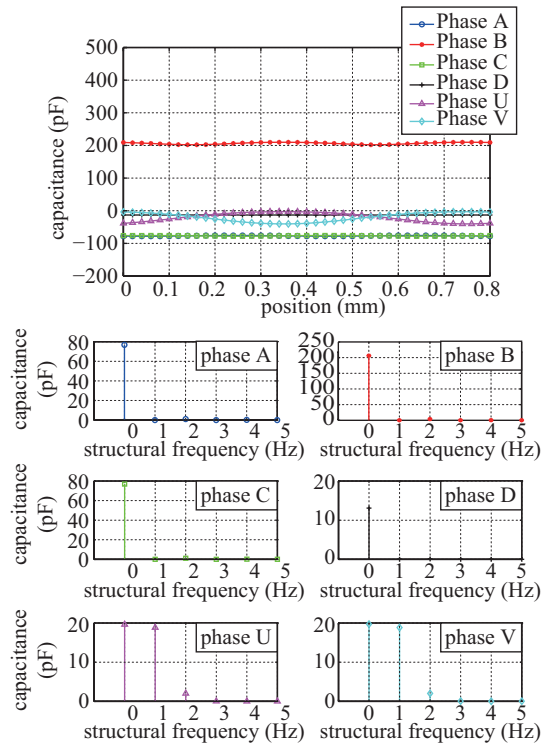 Phase A
Phase B
Phase C
Phase D
Phase U
Phase V
500
400
300
200
100
0
−100
−200
capacitance (pF)
0 0.1 0.2 0.3 0.4 0.5 0.6 0.7 0.8
position (mm)
capacitance (pF)
80
60
40
20
0
phase A
0 1 2 3 4 5
structural frequency (Hz)
250
200
150
100
50
0
phase B
0 1 2 3 4 5
structural frequency (Hz)
capacitance (pF)
80
60
40
20
0
phase C
0 1 2 3 4 5
structural frequency (Hz)
20
10
0
phase D
0 1 2 3 4 5
structural frequency (Hz)
capacitance (pF)
20
10
0
phase U
0 1 2 3 4 5
structural frequency (Hz)
20
10
0
phase V
0 1 2 3 4 5
structural frequency (Hz)